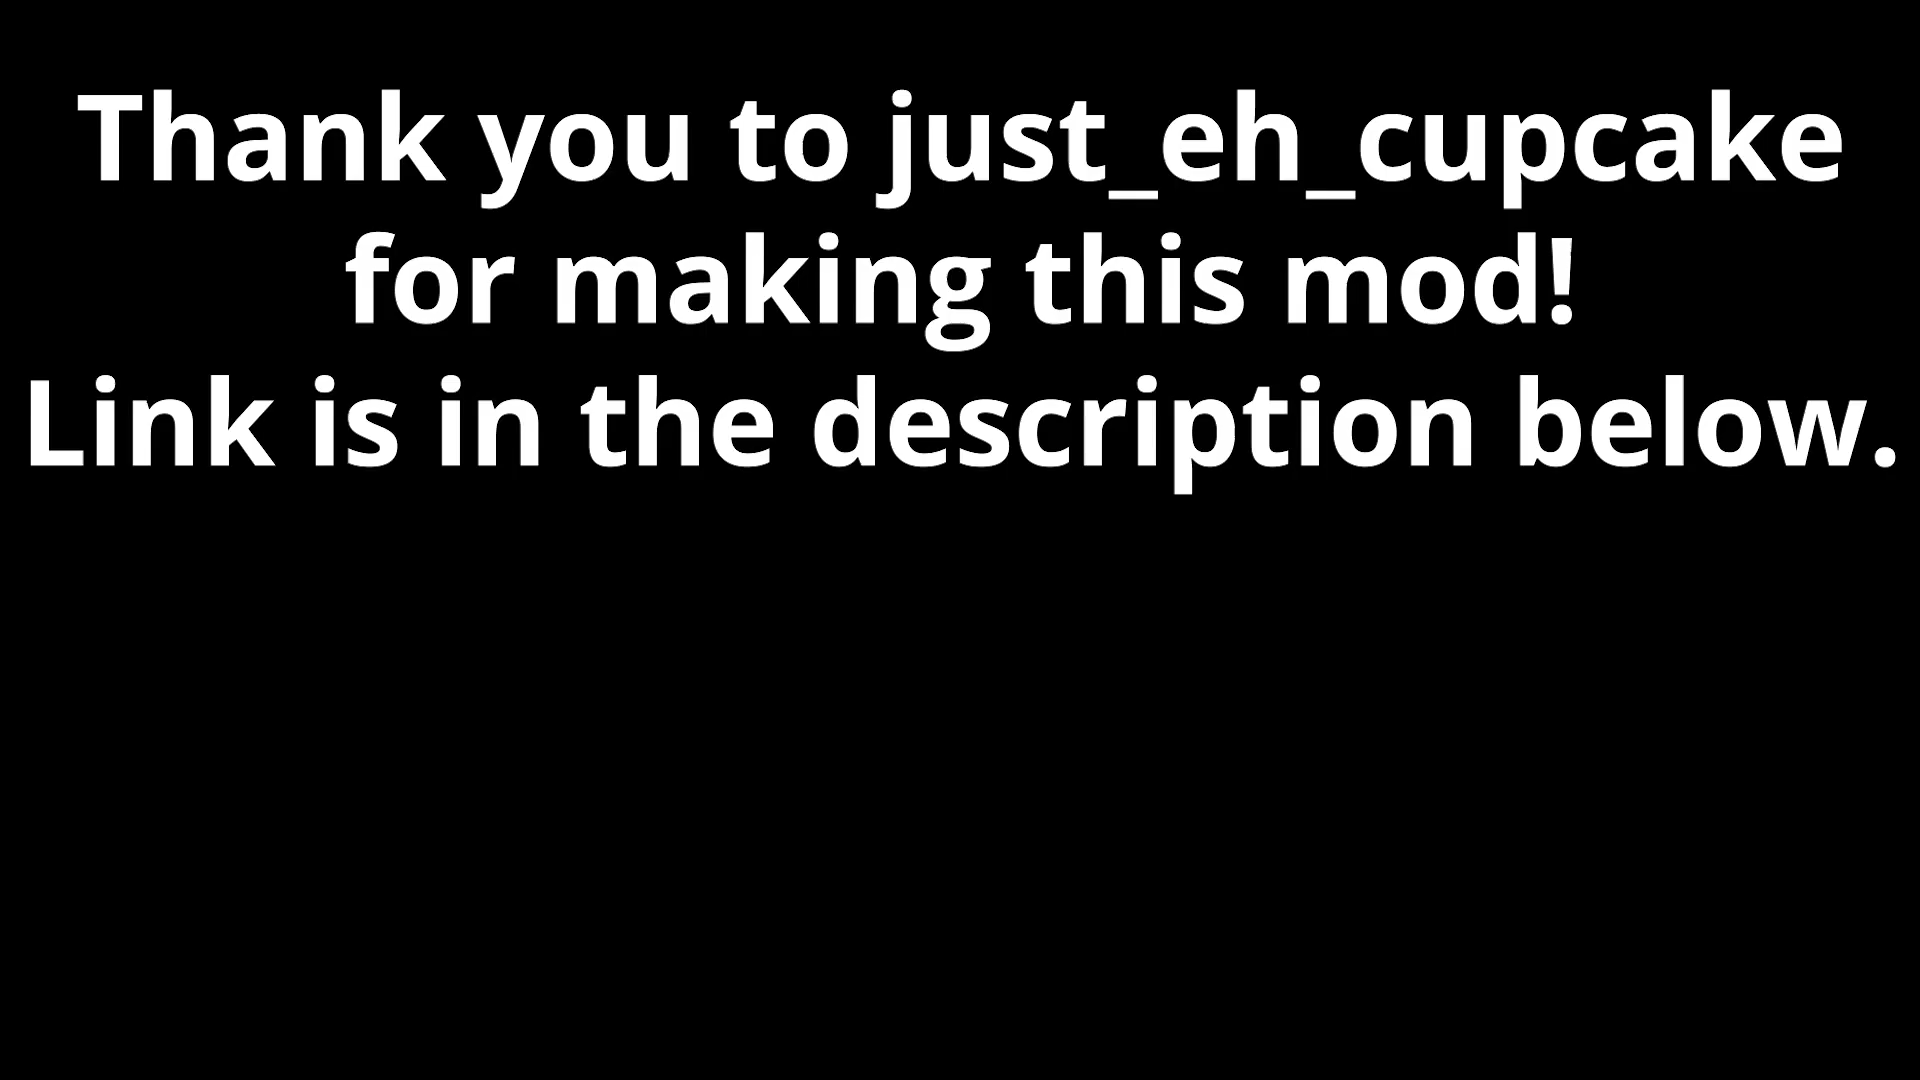 Thank you to just_eh_cupcake
for making this mod!
Link is in the description below.